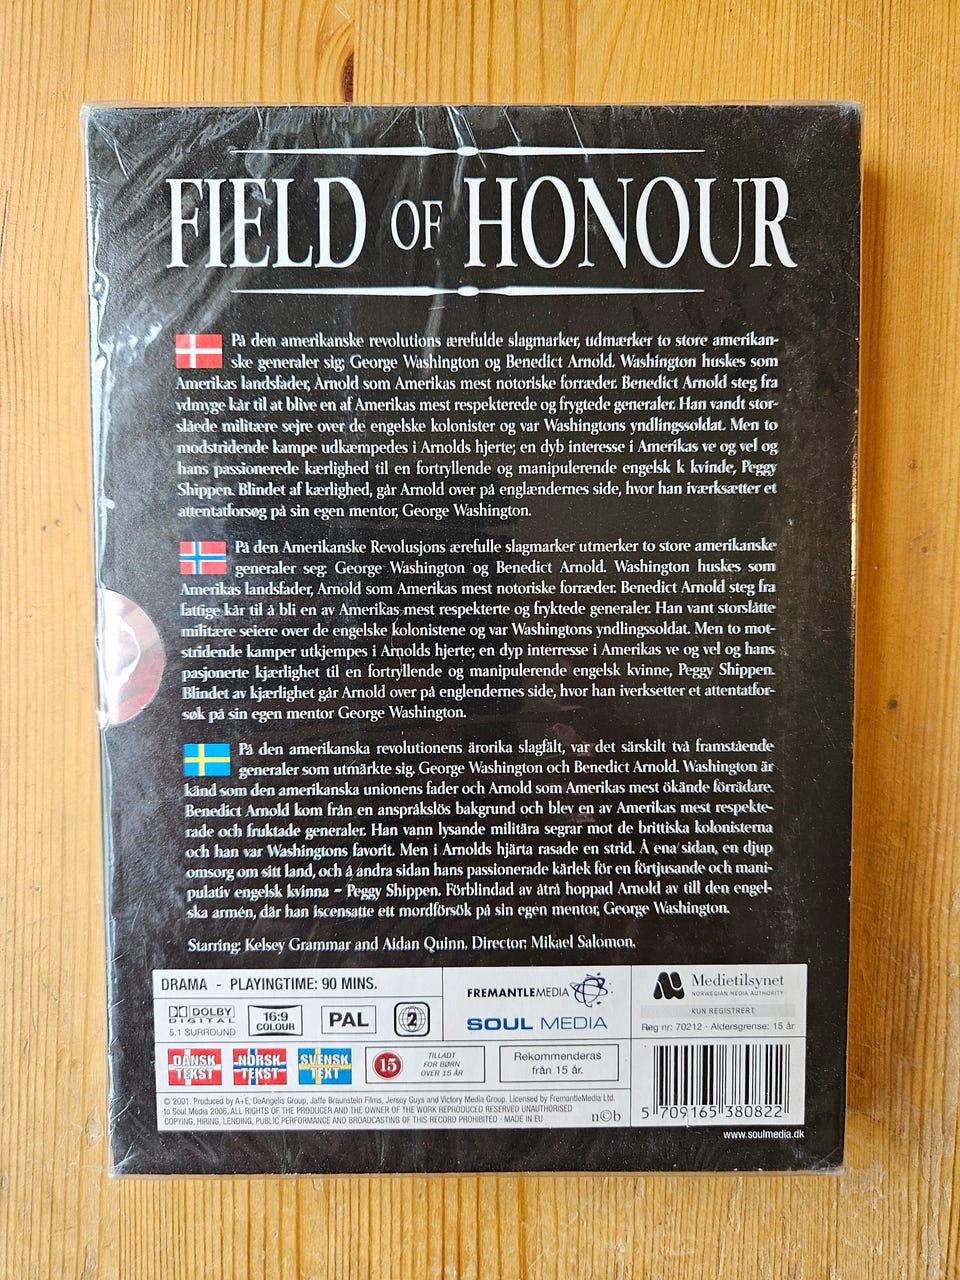 FIELD OF HONOUR
På den amerikanske revolutions ærefulde slagmarker, udmærker to store amerikan-
ske generaler sig; George Washington og Benedict Arnold. Washington huskes som
Amerikas landsfader, Arnold som Amerikas mest notoriske forræder. Benedict Arnold steg fra
ydmyge kår til at blive en af Amerikas mest respekterede og frygtede generaler. Han vandt stor-
slåede militære sejre over de engelske kolonister og var Washingtons yndlingssoldat. Men to
modstridende kampe udkæmpedes i Arnolds hjerte; en dyb interesse i Amerikas ve og vel og
hans passionerede kærlighed til en fortryllende og manipulerende engelsk k kvinde, Peggy
Shippen. Blindet af kærlighed, går Arnold over på englændernes side, hvor han iværksætter et
attentatforsøg på sin egen mentor, George Washington.
På den Amerikanske Revolusjons ærefulle slagmarker utmerker to store amerikanske
generaler seg; George Washington og Benedict Arnold. Washington huskes som
Amerikas landsfader, Arnold som Amerikas mest notoriske forræder. Benedict Arnold steg fra
fattige kår til å bli en av Amerikas mest respekterte og fryktede generaler. Han vant storslåtte
militære seiere over de engelske kolonistene og var Washingtons yndlingssoldat. Men to mot-
stridende kamper utkjempes i Arnolds hjerte; en dyp interresse i Amerikas ve og vel og hans
pasjonerte kjærlighet til en fortryllende og manipulerende engelsk kvinne, Peggy Shippen.
Blindet av kjærlighet går Arnold over på englendernes side, hvor han iverksetter et attentatfor-
søk på sin egen mentor George Washington.
På den amerikanska revolutionens ärorika slagfält, var det särskilt två framstående
generaler som utmärkte sig. George Washington och Benedict Arnold. Washington är
känd som den amerikanska unionens fader och Arnold som Amerikas mest ökände förrädare.
Benedict Arnold kom från en anspråkslös bakgrund och blev en av Amerikas mest respekte-
rade och fruktade generaler. Han vann lysande militära segrar mot de brittiska kolonisterna
och han var Washingtons favorit. Men i Arnolds hjärta rasade en strid. Å ena sidan, en djup
omsorg om sitt land, och å andra sidan hans passionerade kärlek för en förtjusande och mani-
pulativ engelsk kvinna – Peggy Shippen. Förblindad av åtrå hoppad Arnold av till den engel-
ska armén, där han iscensatte ett mordförsök på sin egen mentor, George Washington.
Starring: Kelsey Grammar and Aidan Quinn. Director: Mikael Salomon.
DRAMA - PLAYINGTIME: 90 MINS.
DOLBY
DIGITAL
5.1 SURROUND
16:9
COLOUR
PAL
2
FREMANTLEMEDIA
SOUL MEDIA
Medietilsynet
NORWEGIAN MEDIA AUTHORITY
KUN REGISTRERT
Reg nr: 70212 · Aldersgrense: 15 år
DANSK
TEKST
NORSK
TEKST
SVENSK
TEXT
15
TILLADT
FOR BØRN
OVER 15 ÅR
Rekommenderas
från 15 år.
© 2001. Produced by A+E, DeAngelis Group, Jaffe Braunstein Films, Jersey Guys and Victory Media Group. Licensed by FremantleMedia Ltd.
to Soul Media 2006. ALL RIGHTS OF THE PRODUCER AND THE OWNER OF THE WORK REPRODUCED RESERVED UNAUTHORISED
COPYING, HIRING, LENDING, PUBLIC PERFORMANCE AND BROADCASTING OF THIS RECORD PROHIBITED · MADE IN EU
n©b
5 709165 380822
www.soulmedia.dk